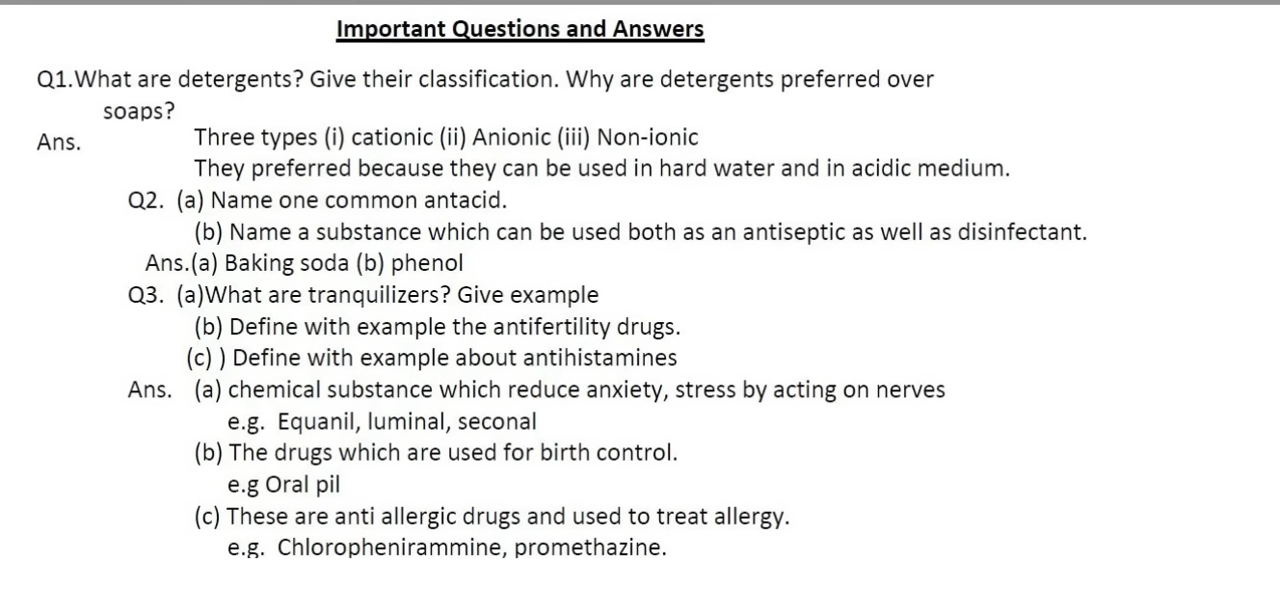 Important Questions and Answers
Q1.What are detergents? Give their classification. Why are detergents preferred over
soaps?
Ans. Three types (i) cationic (ii) Anionic (iii) Non-ionic
They preferred because they can be used in hard water and in acidic medium.
Q2. (a) Name one common antacid.
(b) Name a substance which can be used both as an antiseptic as well as disinfectant.
Ans.(a) Baking soda (b) phenol
Q3. (a)What are tranquilizers? Give example
(b) Define with example the antifertility drugs.
(c) ) Define with example about antihistamines
Ans. (a) chemical substance which reduce anxiety, stress by acting on nerves
e.g. Equanil, luminal, seconal
(b) The drugs which are used for birth control.
e.g Oral pil
(c) These are anti allergic drugs and used to treat allergy.
e.g. Chlorophenirammine, promethazine.